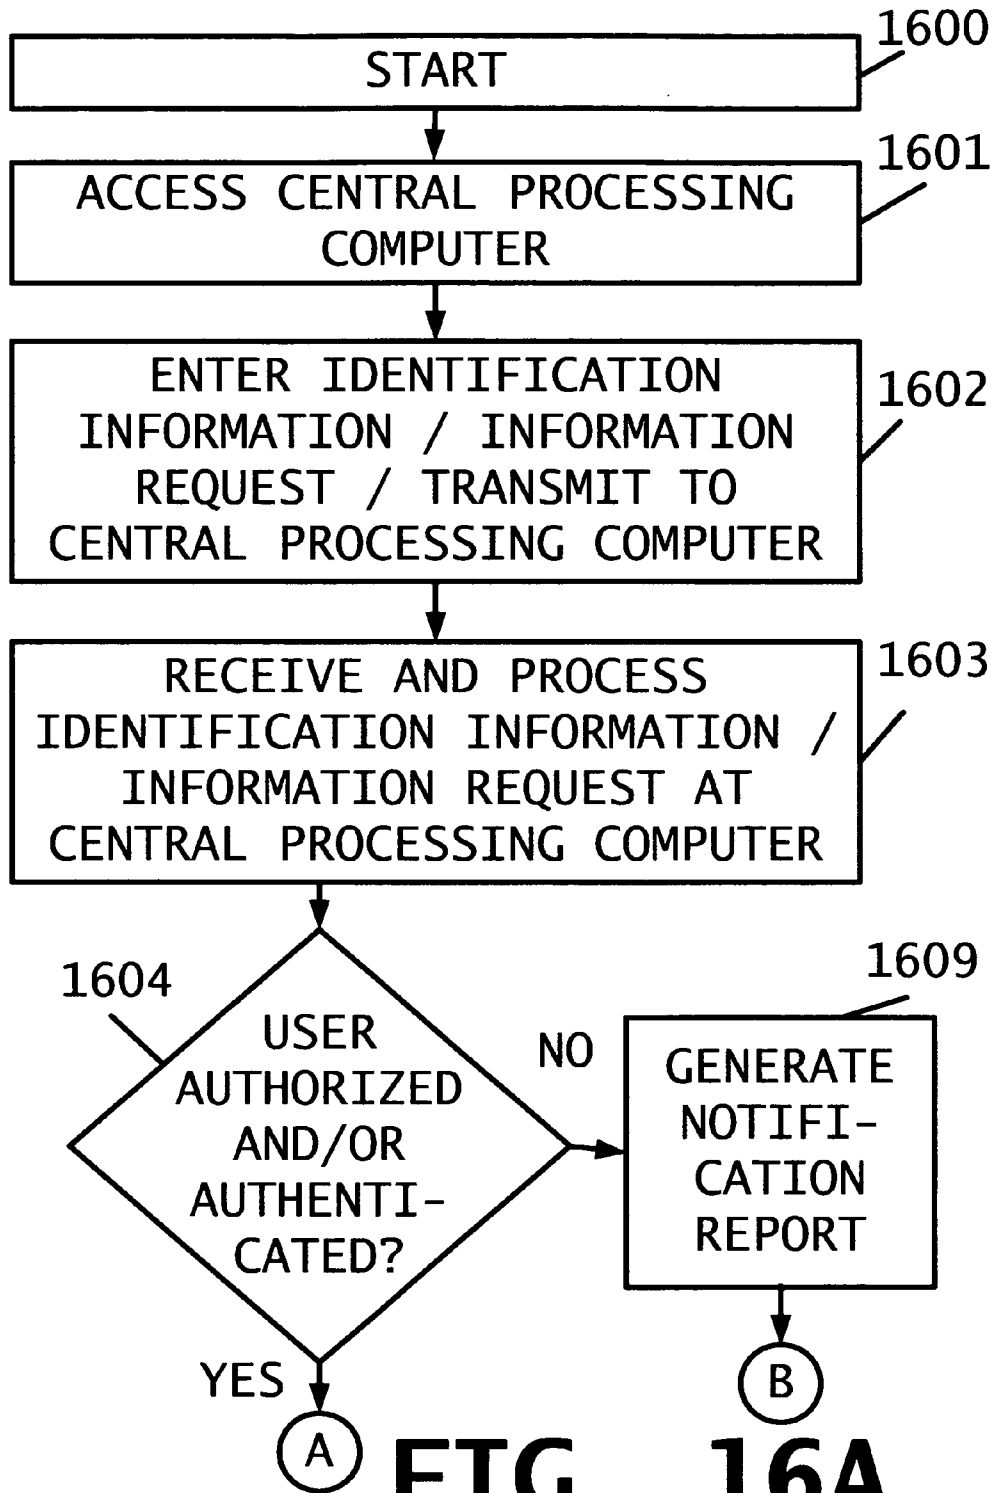 1600
START
1601
ACCESS CENTRAL PROCESSING
COMPUTER
1602
ENTER IDENTIFICATION
INFORMATION / INFORMATION
REQUEST / TRANSMIT TO
CENTRAL PROCESSING COMPUTER
1603
RECEIVE AND PROCESS
IDENTIFICATION INFORMATION /
INFORMATION REQUEST AT
CENTRAL PROCESSING COMPUTER
1604
USER
AUTHORIZED
AND/OR
AUTHENTI-
CATED?
NO
1609
GENERATE
NOTIFI-
CATION
REPORT
YES
B
A
FIG 16A